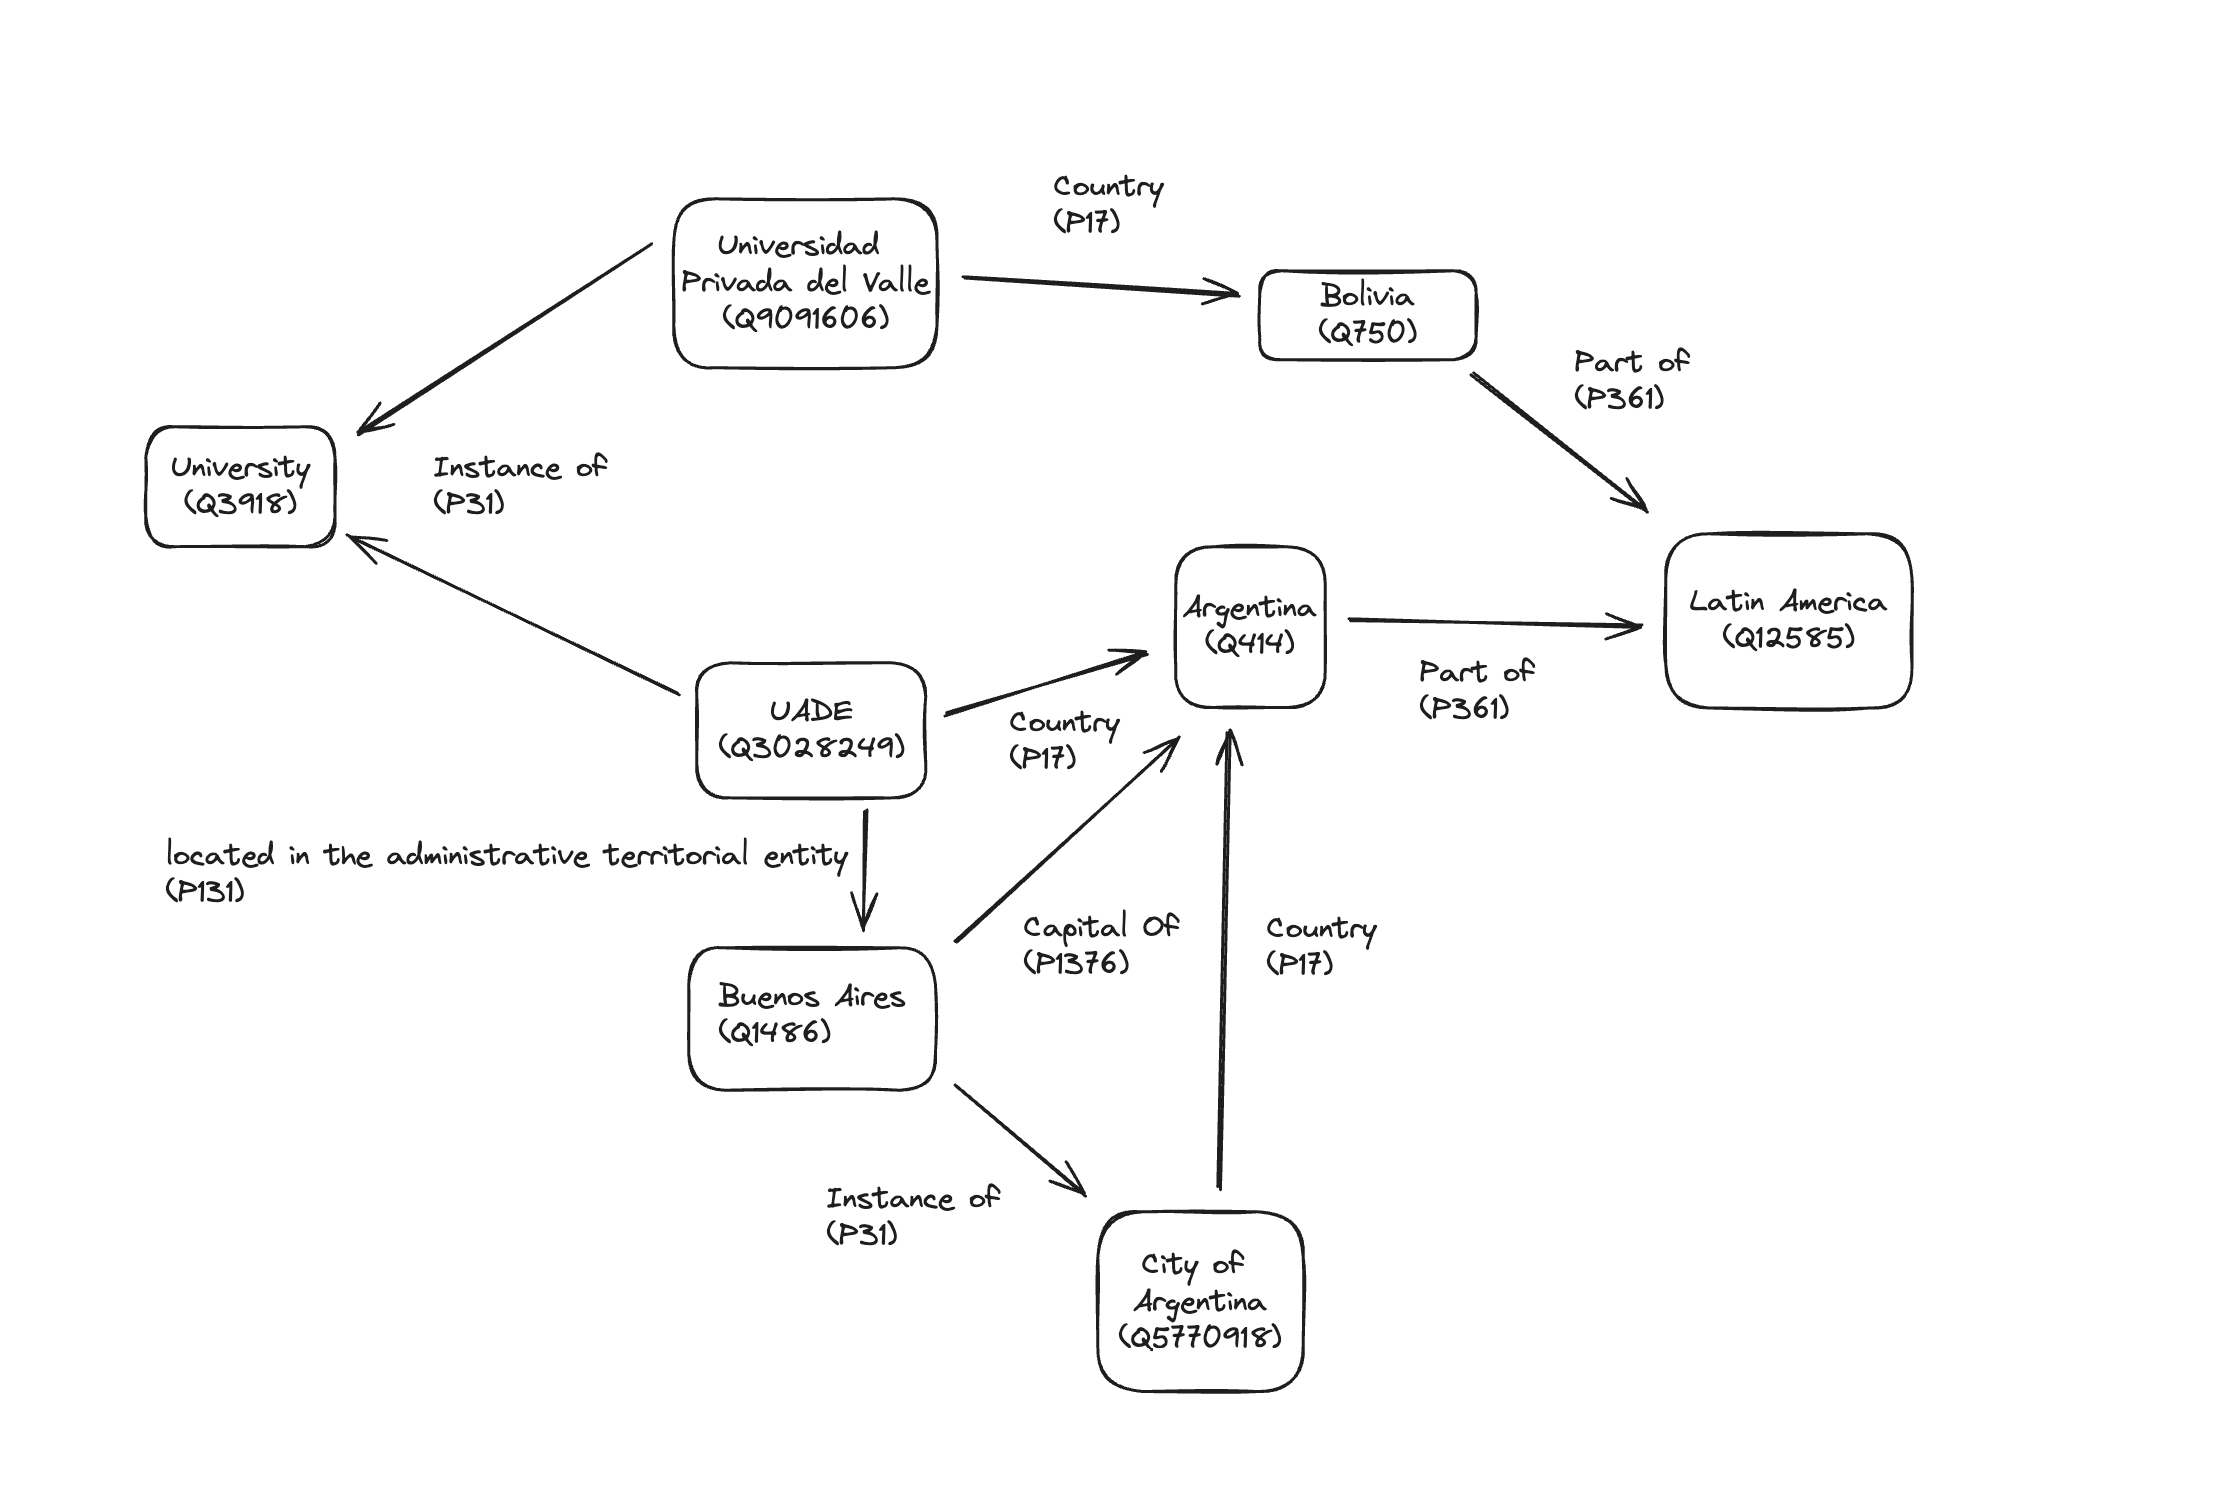 Country
(P17)
Universidad
Privada del Valle
(Q9091606)
Bolivia
(Q750)
Part of
(P361)
University
(Q3918)
Instance of
(P31)
Argentina
(Q414)
Latin America
(Q12585)
Part of
(P361)
UADE
(Q3028249)
Country
(P17)
located in the administrative territorial entity
(P131)
Capital Of
(P1376)
Country
(P17)
Buenos Aires
(Q1486)
Instance of
(P31)
City of
Argentina
(Q5770918)